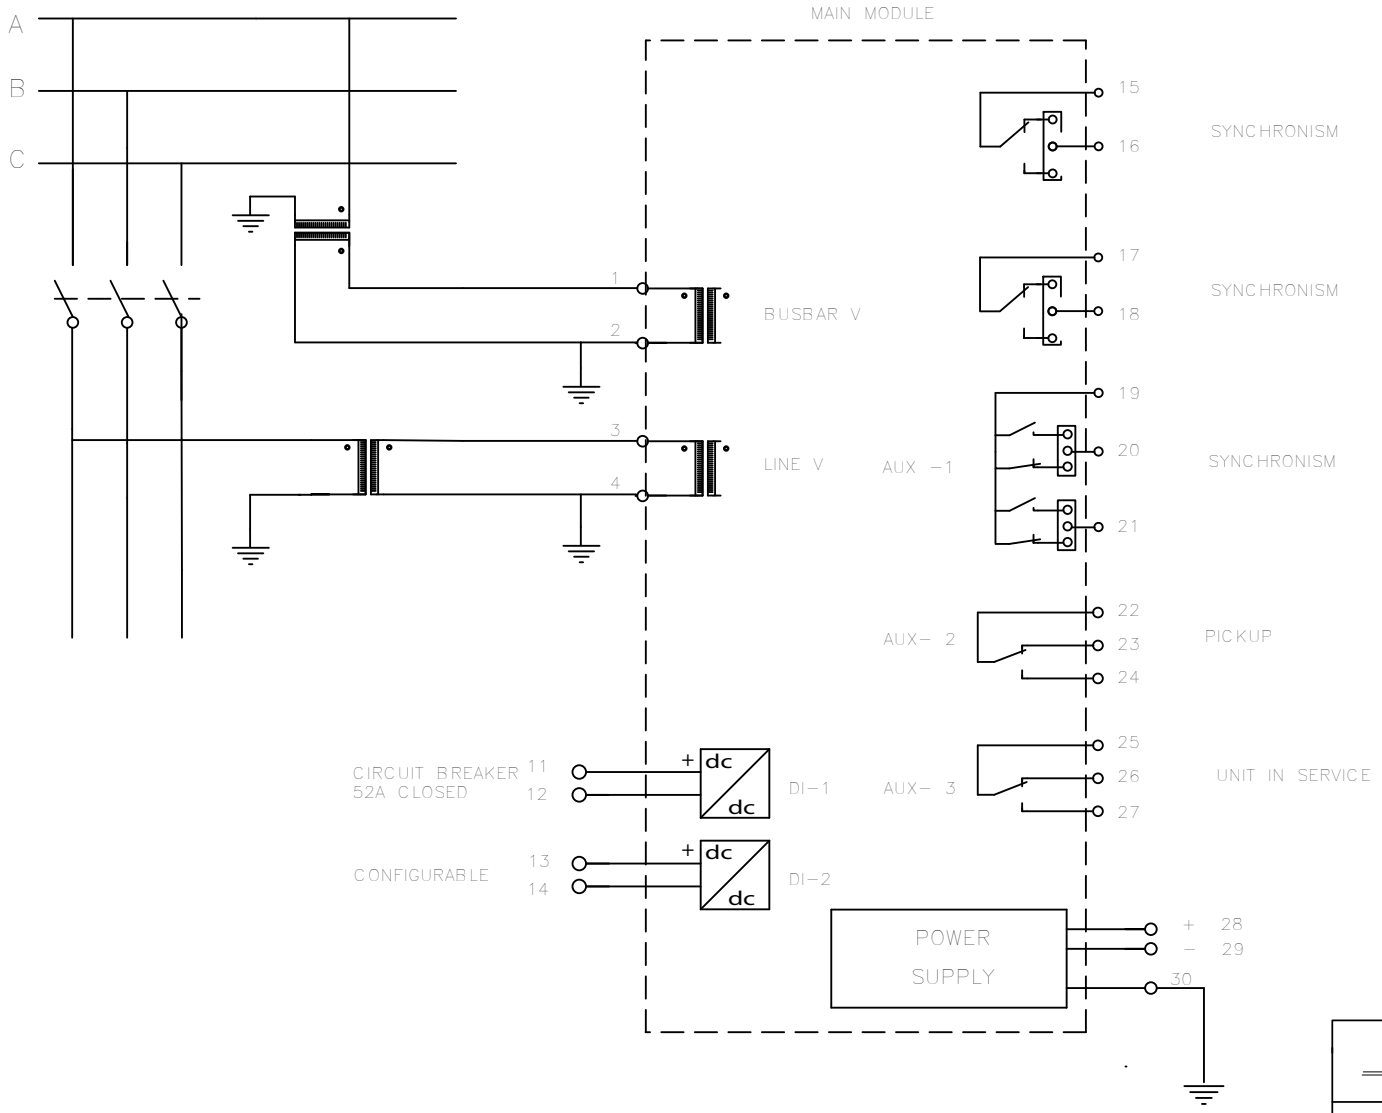 MAIN MODULE
A
B
C
15
16
SYNCHRONISM
17
18
SYNCHRONISM
1
2
BUSBAR V
3
4
LINE V
AUX -1
19
20
21
SYNCHRONISM
AUX- 2
22
23
24
PICKUP
CIRCUIT BREAKER
52A CLOSED
11
12
+
dc
dc
DI-1
AUX- 3
25
26
27
UNIT IN SERVICE
CONFIGURABLE
13
14
+
dc
dc
DI-2
POWER
SUPPLY
+ 28
- 29
30